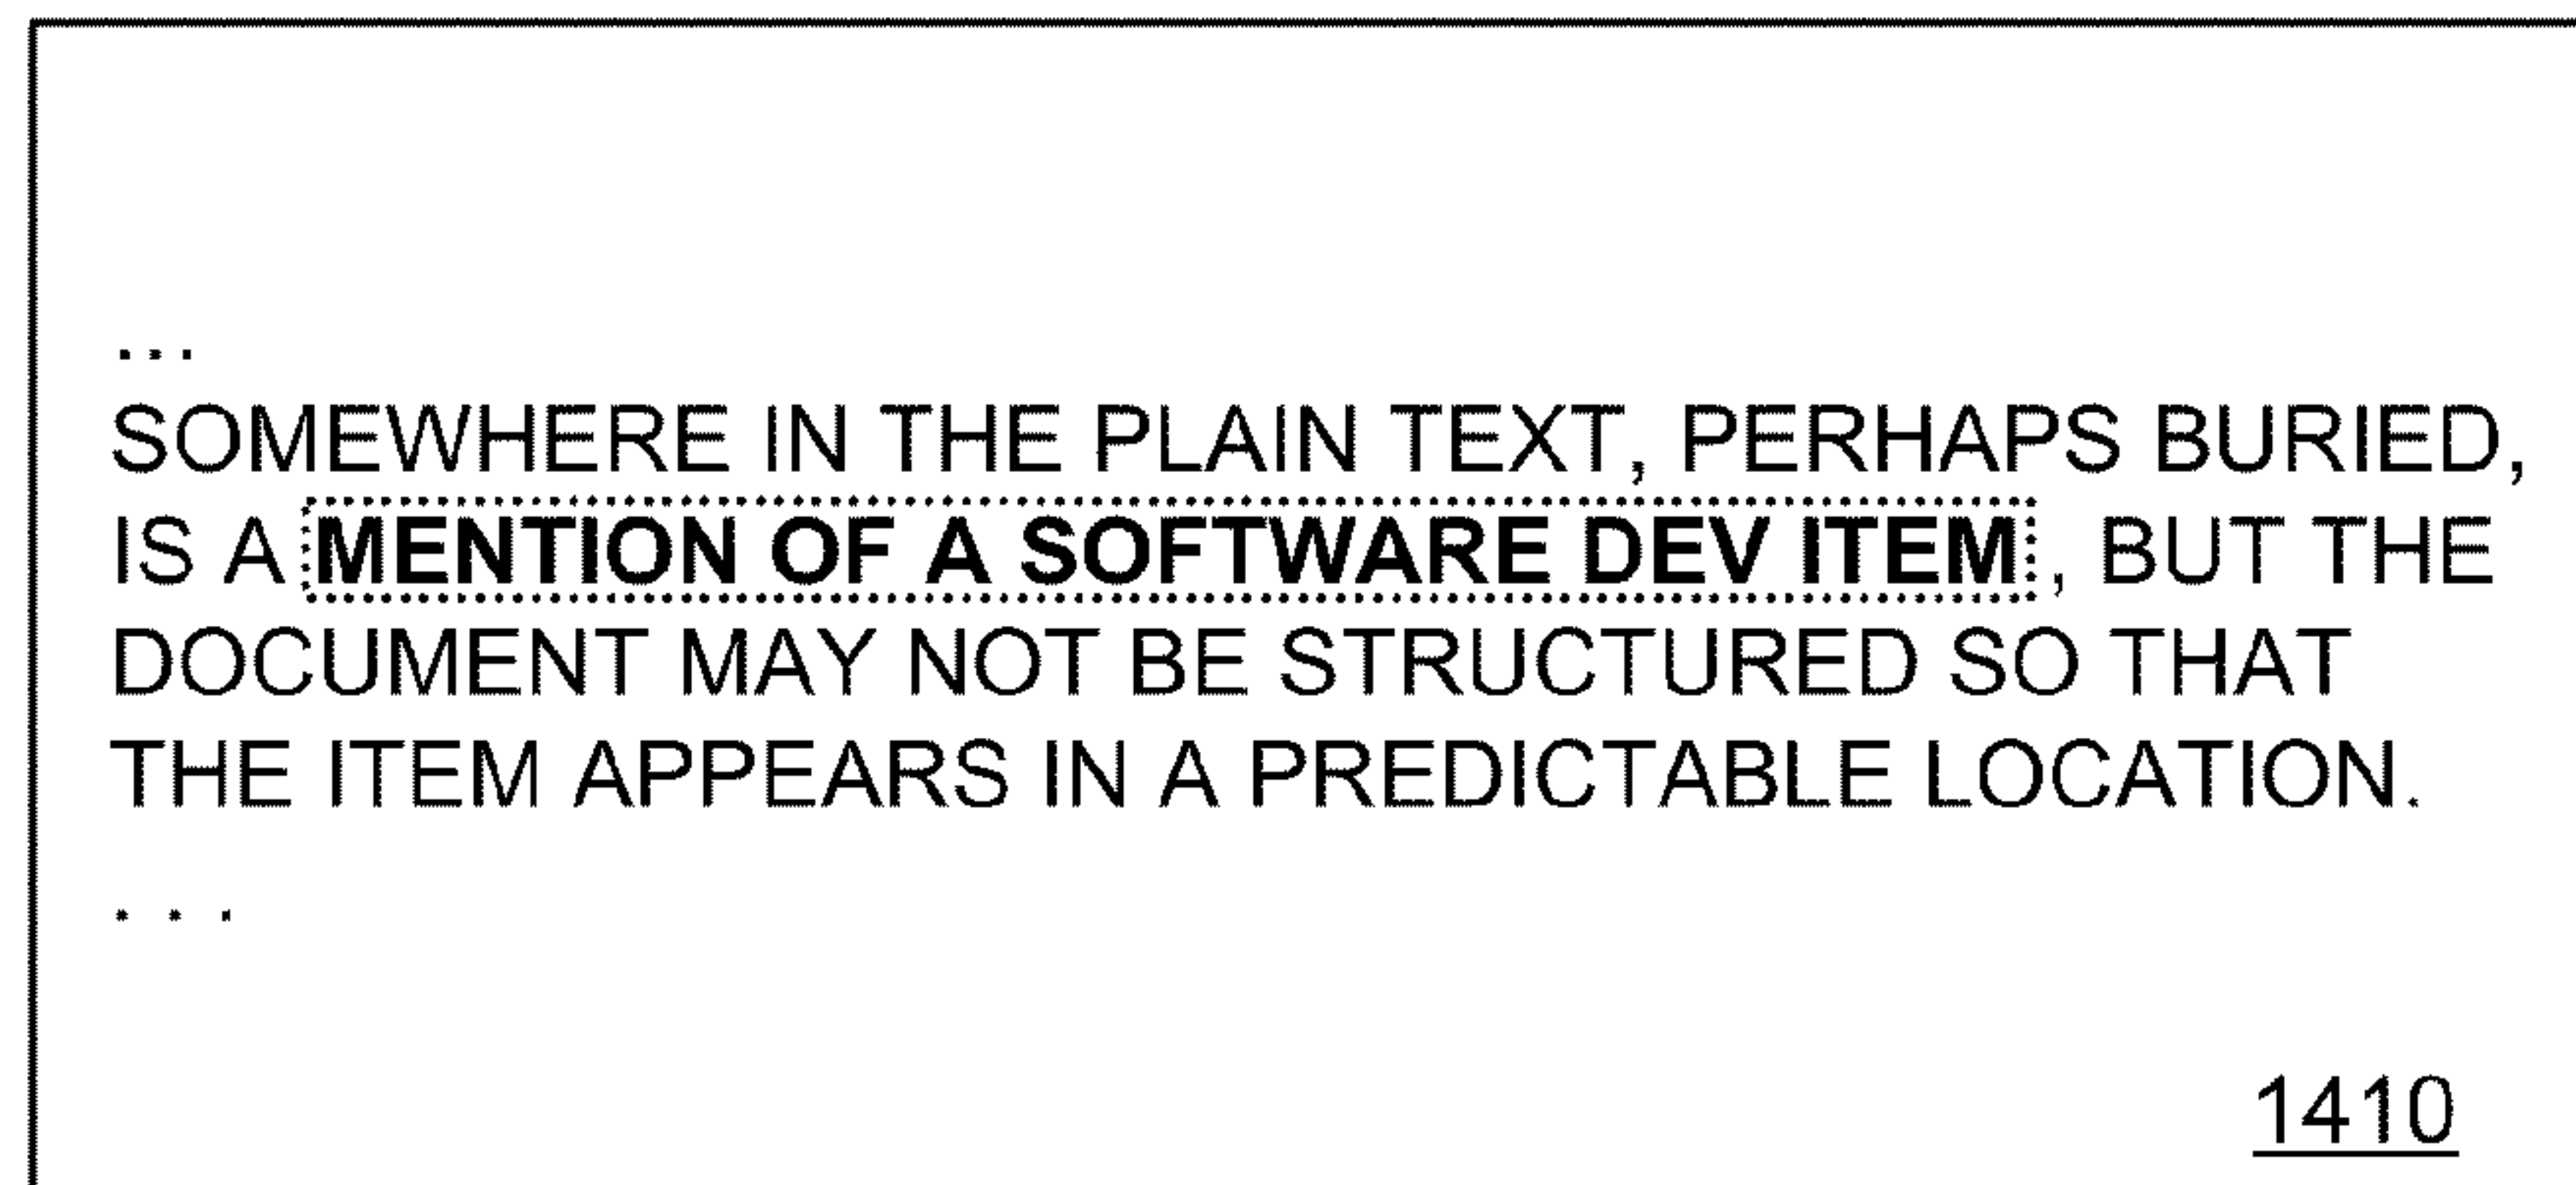 ...
SOMEWHERE IN THE PLAIN TEXT, PERHAPS BURIED,
IS A MENTION OF A SOFTWARE DEV ITEM, BUT THE
DOCUMENT MAY NOT BE STRUCTURED SO THAT
THE ITEM APPEARS IN A PREDICTABLE LOCATION.
. . .
1410